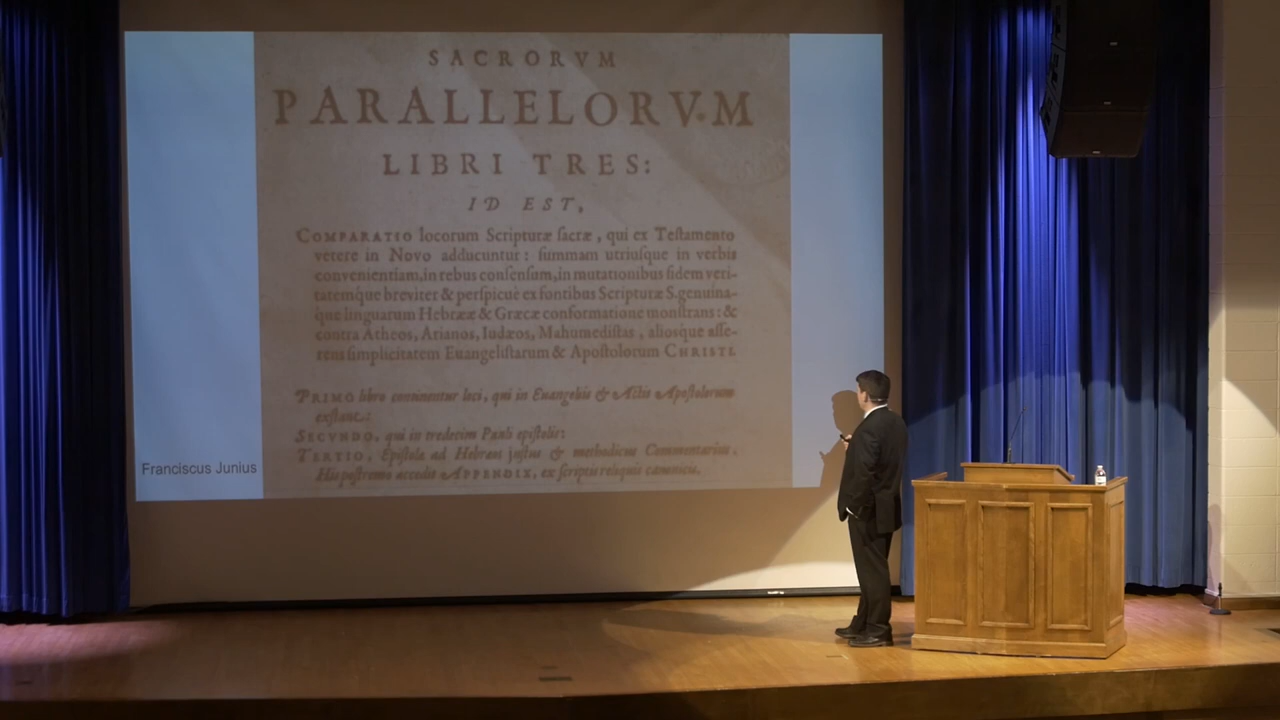 SACRORVM
PARALLELORVM
LIBRI TRES:
ID EST,
COMPARATIO locorum Scripturæ ſacræ, qui ex Teſtamento
vetere in Novo adducuntur: ſummam utriuſque in verbis
convenientiam, in rebus conſenſum, in mutationibus fidem veri-
tatemque breviter & perſpicuè ex fontibus Scripturæ S. genuina-
que linguarum Hebrææ & Græcæ conformatione monſtrans: &
contra Atheos, Arianos, Iudæos, Mahumediſtas, alioſque aſſe-
rens ſimplicitatem Euangeliſtarum & Apoſtolorum CHRISTI.
PRIMO libro continentur loci, qui in Euangeliis & Actis Apoſtolorum
exſtant:
SECVNDO, qui in tredecim Pauli epiſtolis:
TERTIO, Epiſtola ad Hebræos juſtus & methodicus Commentarius.
His poſtremo accedit APPENDIX, ex ſcriptis reliquis canonicis.
Franciscus Junius